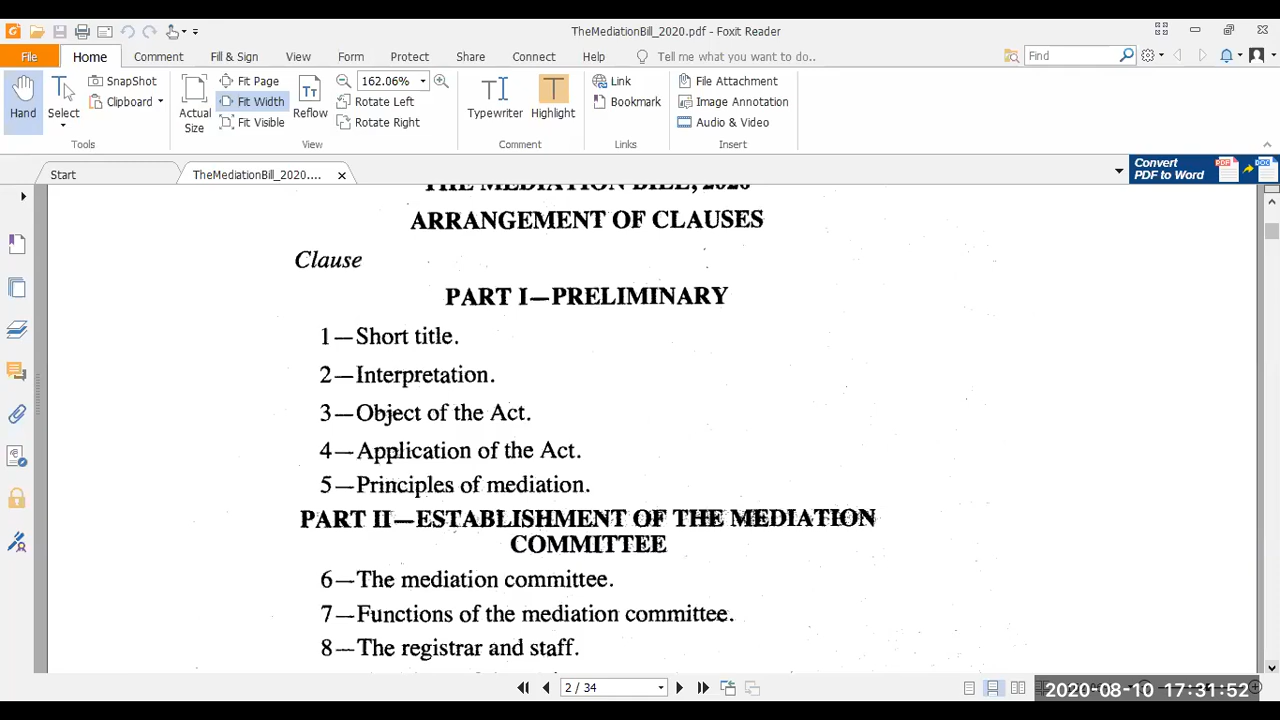 TheMediationBill_2020.pdf - Foxit Reader
File Home Comment Fill & Sign View Form Protect Share Connect Help Tell me what you want to do.. Find
Hand
Select
SnapShot
Clipboard
Tools
Actual Size
Fit Page
Fit Width
Fit Visible
Reflow
162.06%
Rotate Left
Rotate Right
View
Typewriter
Highlight
Comment
Link
Bookmark
Links
File Attachment
Image Annotation
Audio & Video
Insert
Start
TheMediationBill_2020....
Convert
PDF to Word
THE MEDIATION BILL, 2020
ARRANGEMENT OF CLAUSES
Clause
PART I—PRELIMINARY
1—Short title.
2—Interpretation.
3—Object of the Act.
4—Application of the Act.
5—Principles of mediation.
PART II—ESTABLISHMENT OF THE MEDIATION
COMMITTEE
6—The mediation committee.
7—Functions of the mediation committee.
8—The registrar and staff.
2 / 34
2020-08-10 17:31:52